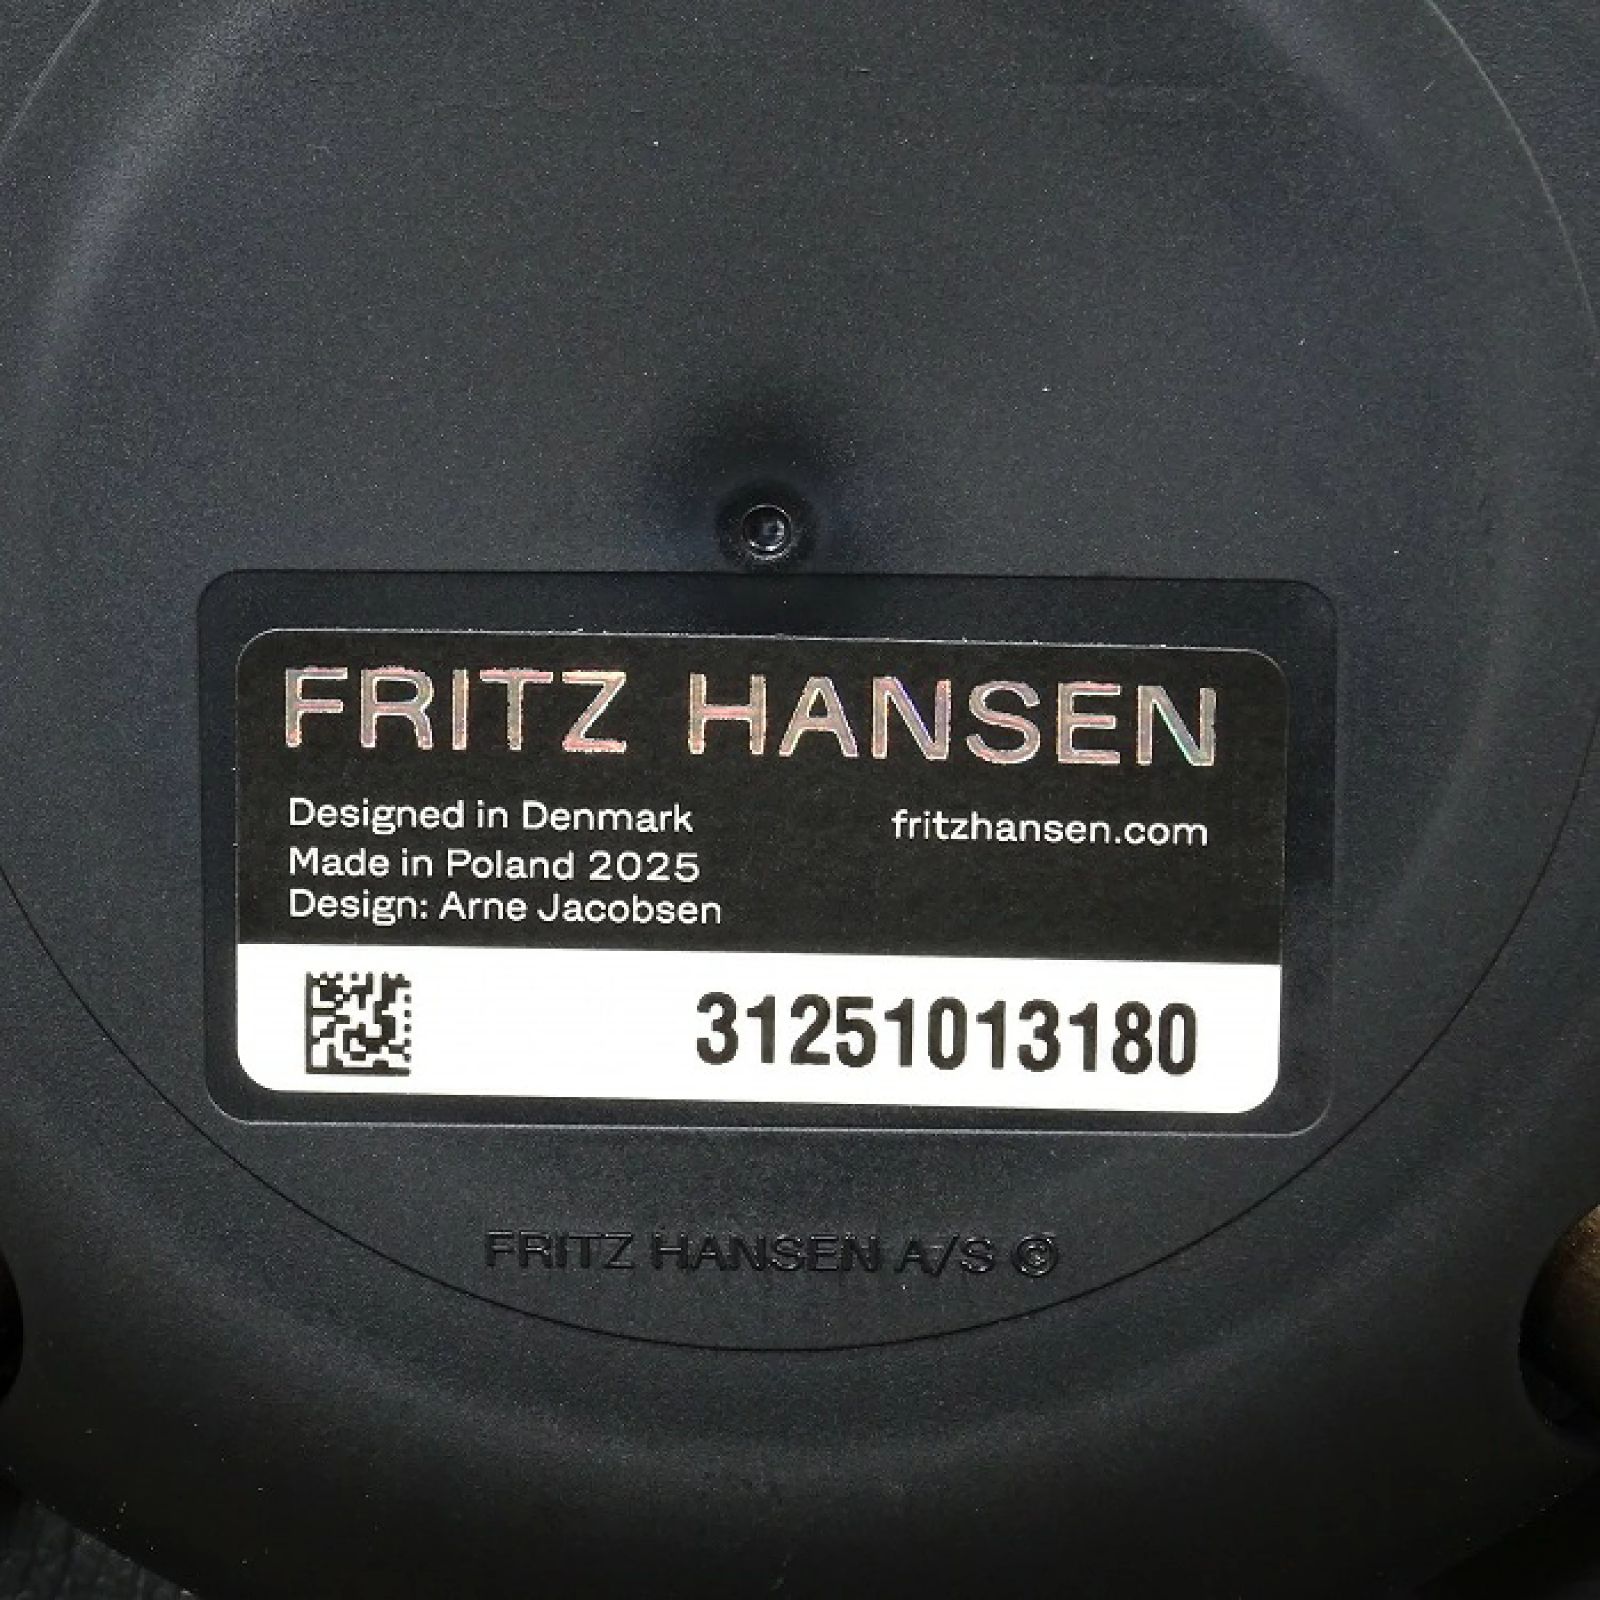 FRITZ HANSEN
Designed in Denmark
fritzhansen.com
Made in Poland 2025
Design: Arne Jacobsen
31251013180
FRITZ HANSEN A/S ©